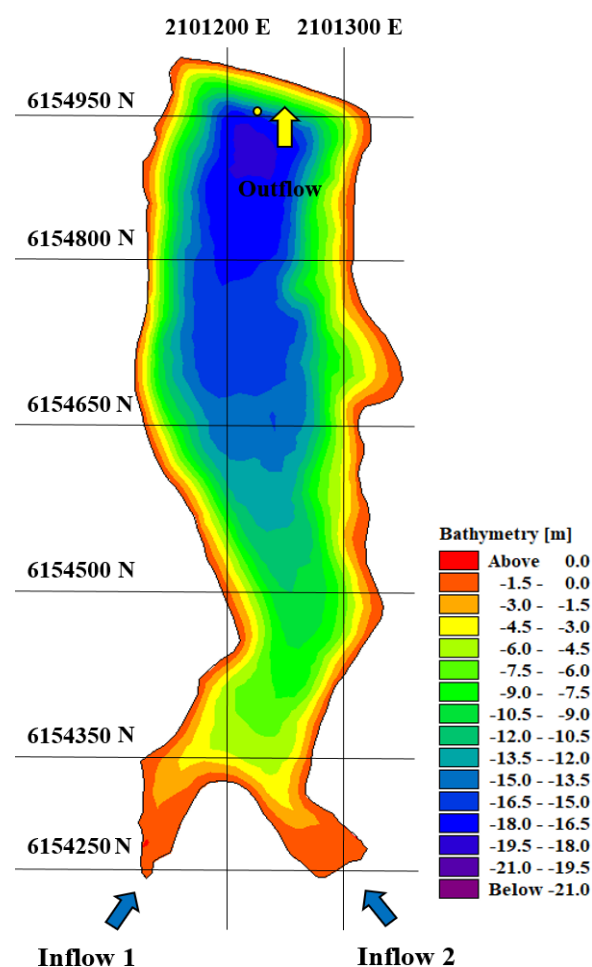 2101200 E 2101300 E
6154950 N
Outflow
6154800 N
6154650 N
6154500 N
6154350 N
6154250 N
Inflow 1
Inflow 2
Bathymetry [m]
Above 0.0
-1.5 - 0.0
-3.0 - -1.5
-4.5 - -3.0
-6.0 - -4.5
-7.5 - -6.0
-9.0 - -7.5
-10.5 - -9.0
-12.0 - -10.5
-13.5 - -12.0
-15.0 - -13.5
-16.5 - -15.0
-18.0 - -16.5
-19.5 - -18.0
-21.0 - -19.5
Below -21.0